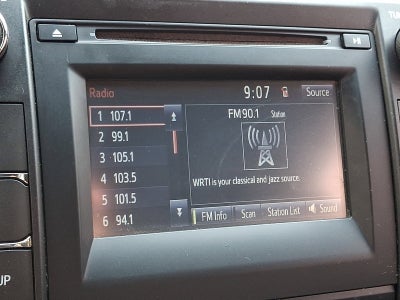 TUN
Radio
9:07
Source
1 107.1
2 99.1
3 105.1
4 103.5
5 101.5
6 94.1
FM 90.1 Station
WRTI is your classical and jazz source.
FM Info
Scan
Station List
Sound
UP